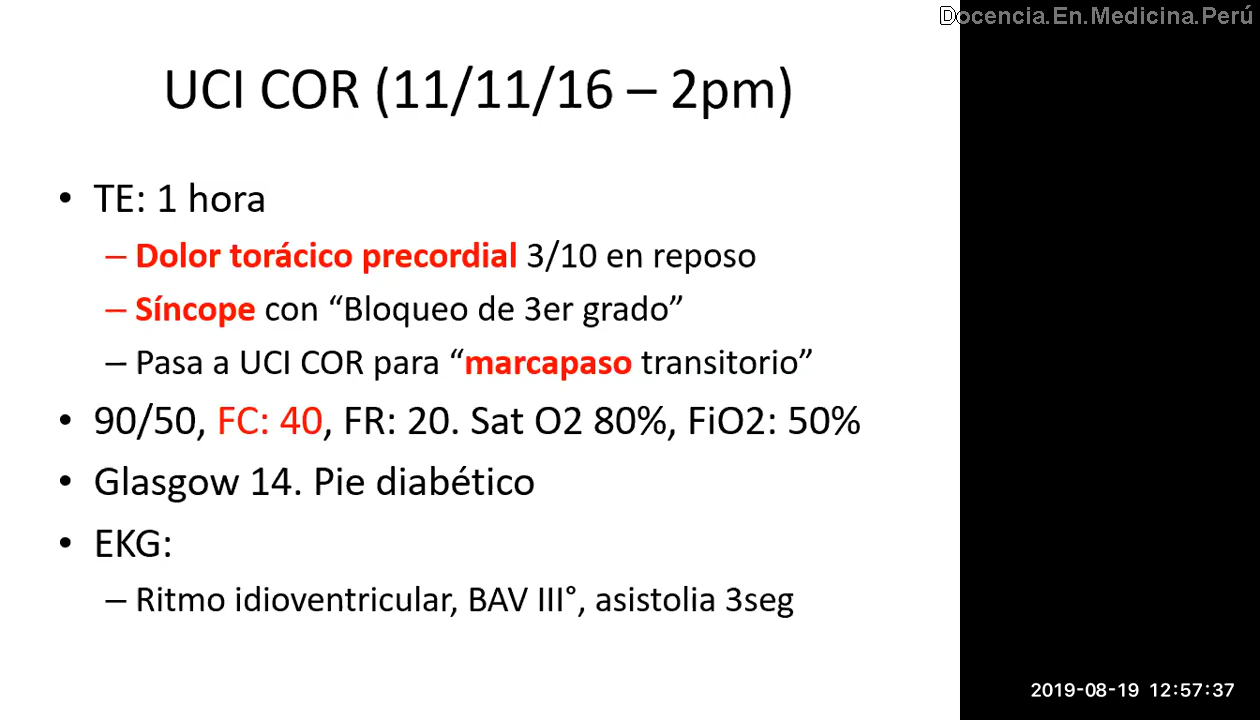 Docencia.En.Medicina.Perú
UCI COR (11/11/16 – 2pm)
• TE: 1 hora
– Dolor torácico precordial 3/10 en reposo
– Síncope con “Bloqueo de 3er grado”
– Pasa a UCI COR para “marcapaso transitorio”
• 90/50, FC: 40, FR: 20. Sat O2 80%, FiO2: 50%
• Glasgow 14. Pie diabético
• EKG:
– Ritmo idioventricular, BAV III°, asistolia 3seg
2019-08-19 12:57:37